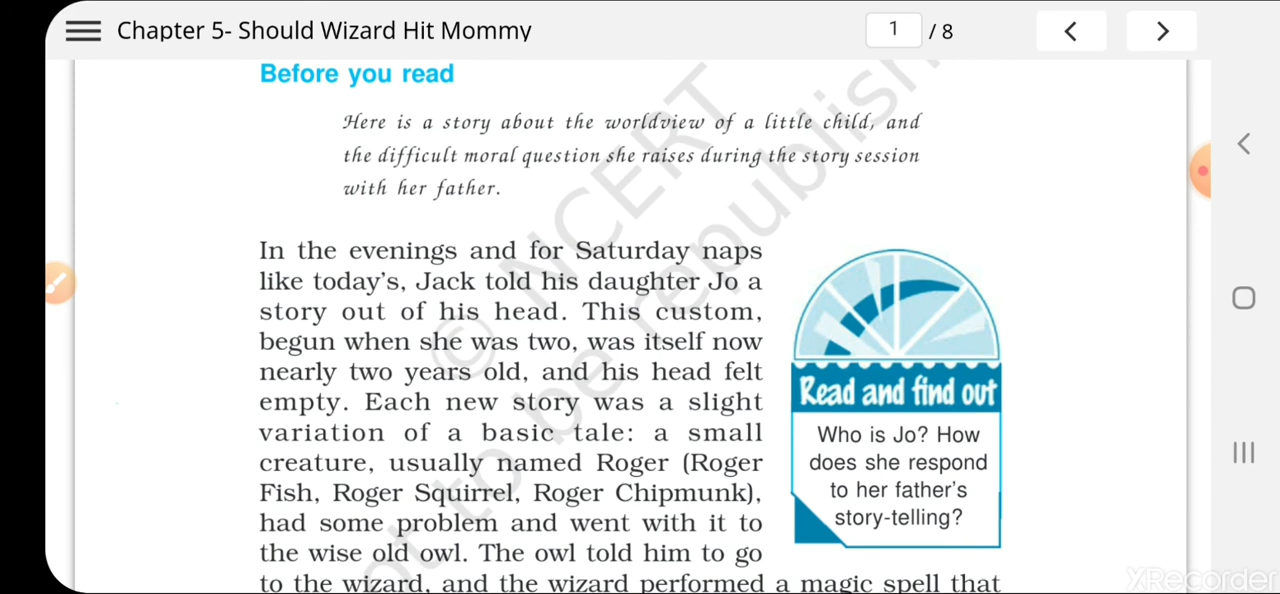 Chapter 5- Should Wizard Hit Mommy
1 / 8
Before you read
Here is a story about the worldview of a little child, and
the difficult moral question she raises during the story session
with her father.
In the evenings and for Saturday naps
like today's, Jack told his daughter Jo a
story out of his head. This custom,
begun when she was two, was itself now
nearly two years old, and his head felt
empty. Each new story was a slight
variation of a basic tale: a small
creature, usually named Roger (Roger
Fish, Roger Squirrel, Roger Chipmunk),
had some problem and went with it to
the wise old owl. The owl told him to go
to the wizard, and the wizard performed a magic spell that
Read and find out
Who is Jo? How
does she respond
to her father's
story-telling?
© NCERT
not to be republish
XRecorder